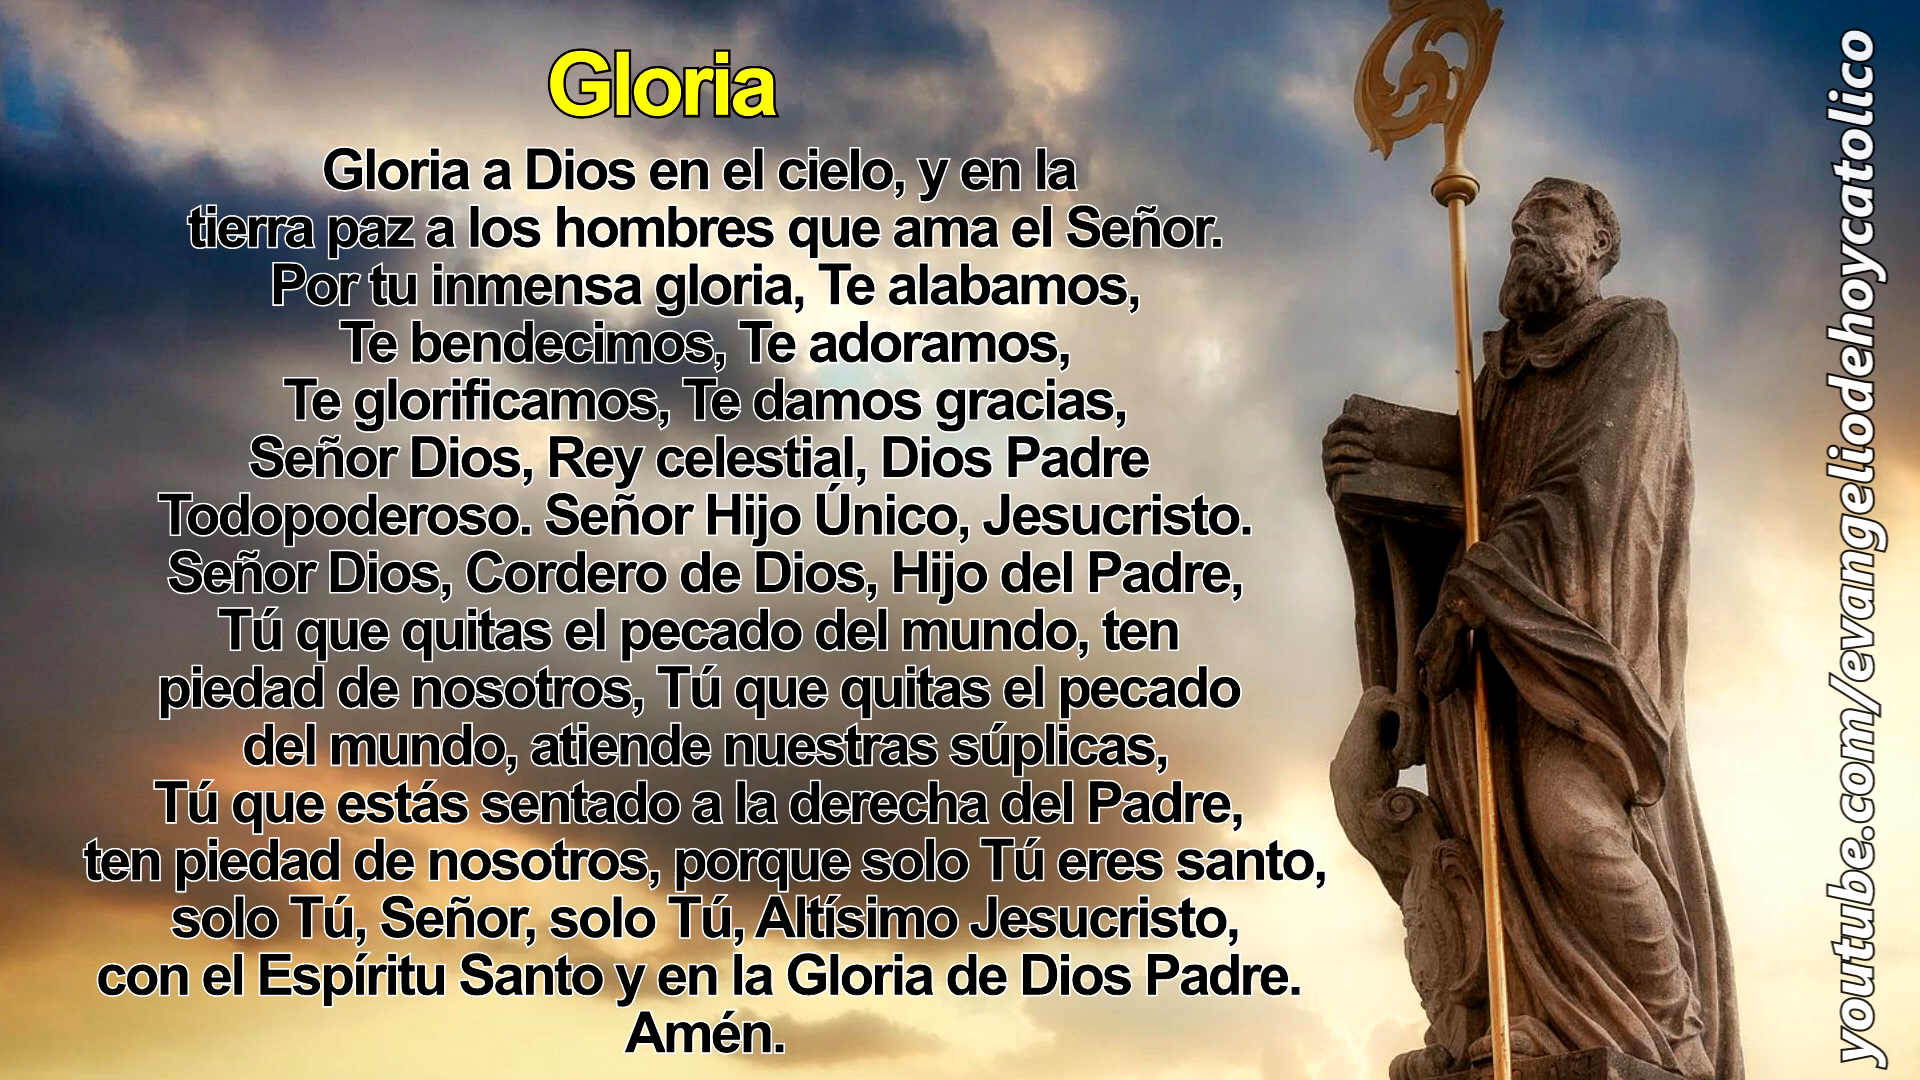 Gloria
Gloria a Dios en el cielo, y en la
tierra paz a los hombres que ama el Señor.
Por tu inmensa gloria, Te alabamos,
Te bendecimos, Te adoramos,
Te glorificamos, Te damos gracias,
Señor Dios, Rey celestial, Dios Padre
Todopoderoso. Señor Hijo Único, Jesucristo.
Señor Dios, Cordero de Dios, Hijo del Padre,
Tú que quitas el pecado del mundo, ten
piedad de nosotros, Tú que quitas el pecado
del mundo, atiende nuestras súplicas,
Tú que estás sentado a la derecha del Padre,
ten piedad de nosotros, porque solo Tú eres santo,
solo Tú, Señor, solo Tú, Altísimo Jesucristo,
con el Espíritu Santo y en la Gloria de Dios Padre.
Amén.
youtube.com/evangeliodehoycatolico